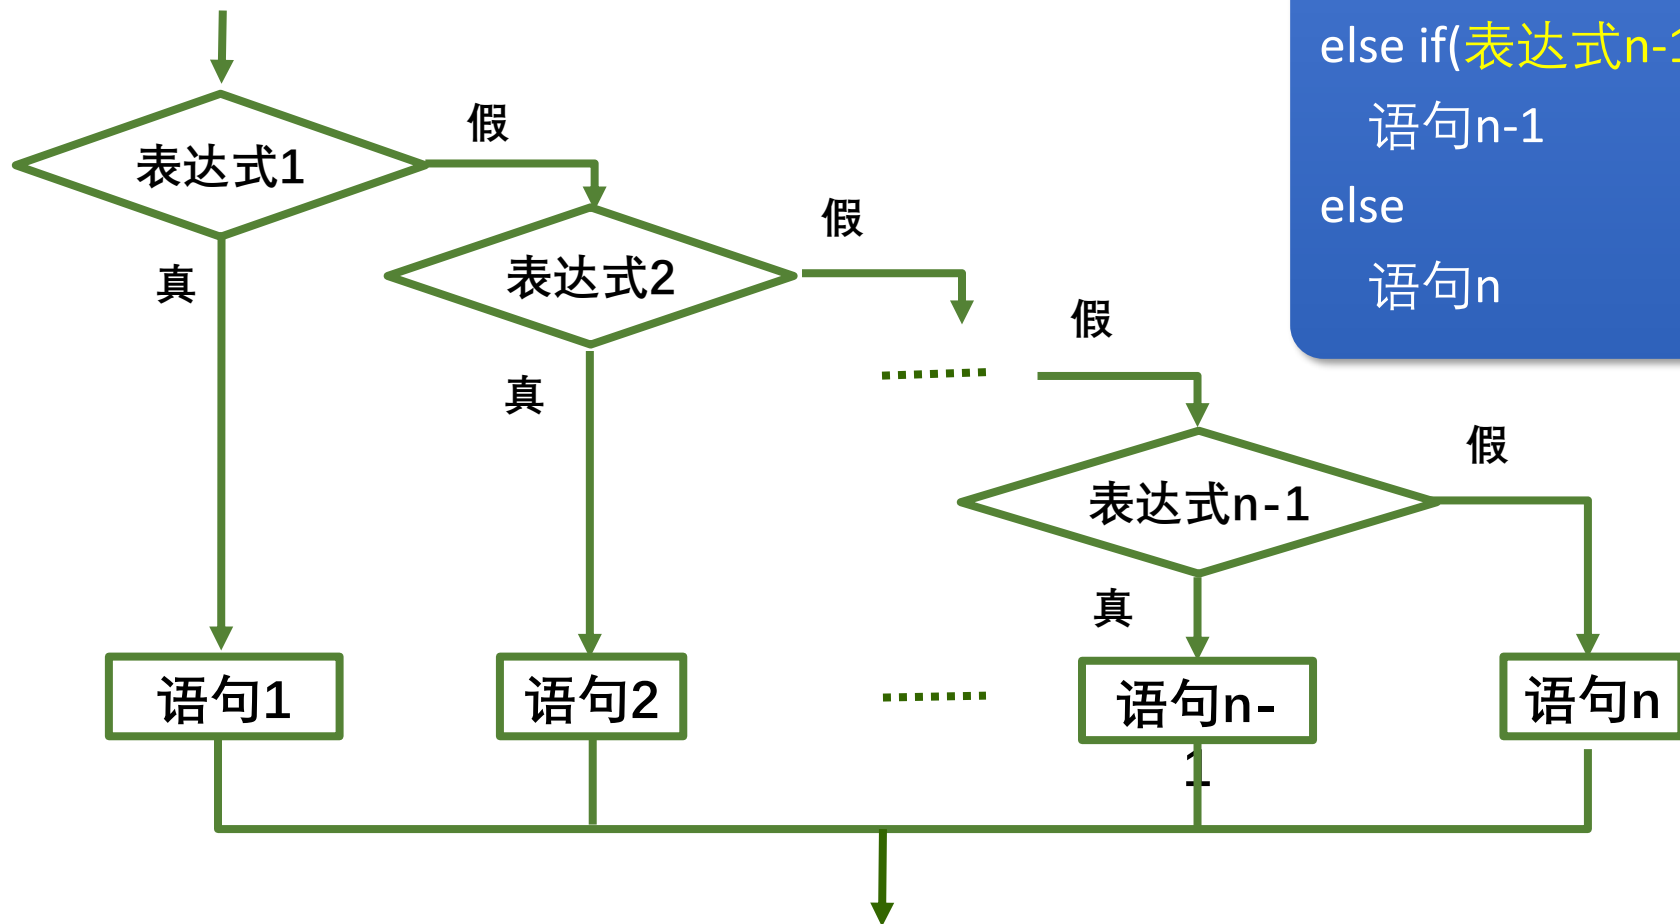 else if(表达式n-1
语句n-1
else
语句n
假
表达式1
真
假
表达式2
真
假
表达式n-1
假
真
语句1
语句2
语句n-
1
语句n